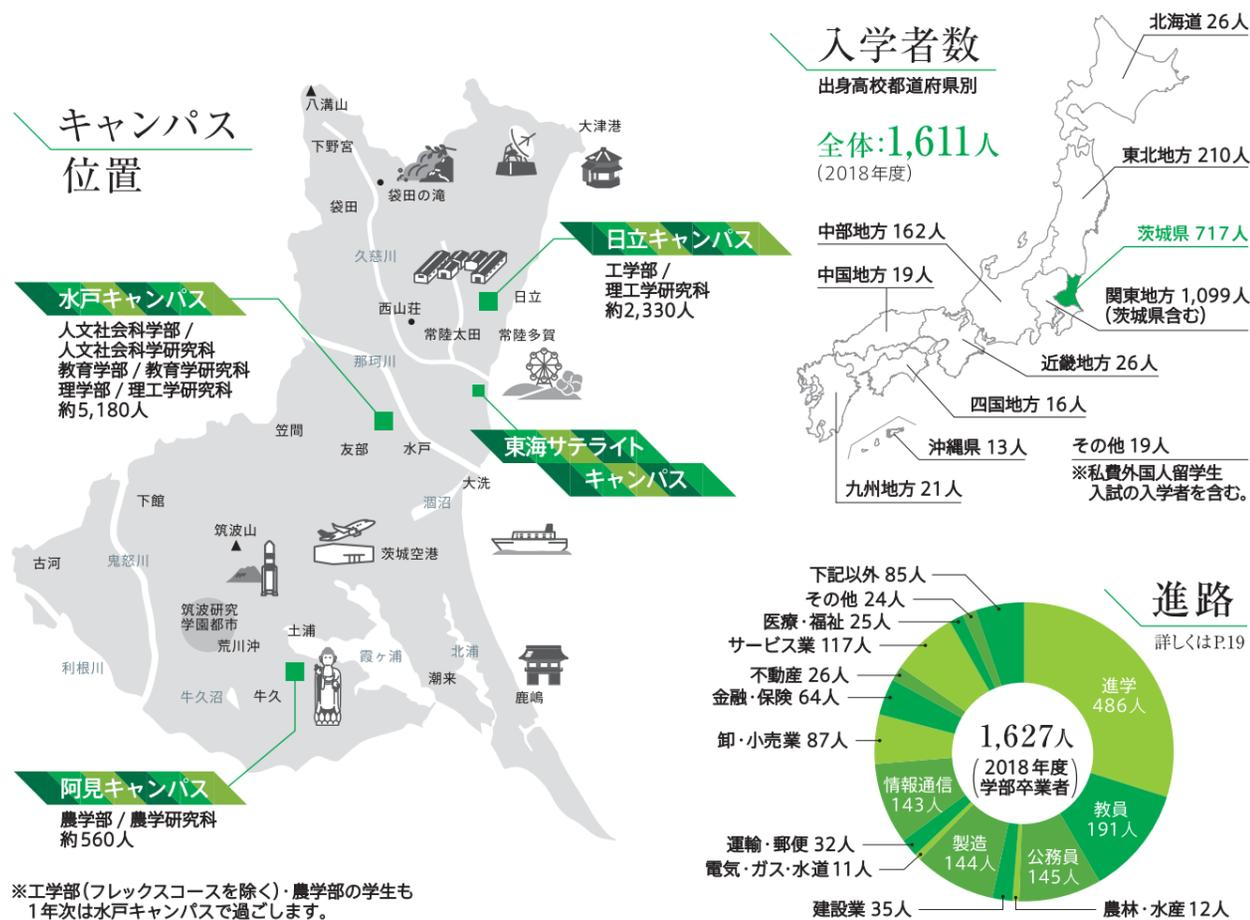 キャンパス
位置
八溝山
下野宮
大津港
袋田の滝
袋田
久慈川
日立キャンパス
工学部 /
理工学研究科
約2,330人
水戸キャンパス
人文社会科学部 /
人文社会科学研究科
教育学部 / 教育学研究科
理学部 / 理工学研究科
約5,180人
西山荘
日立
常陸太田
常陸多賀
那珂川
笠間
友部
水戸
東海サテライト
キャンパス
大洗
涸沼
下館
筑波山
茨城空港
古河
鬼怒川
筑波研究
学園都市
荒川沖
土浦
霞ヶ浦
北浦
利根川
牛久沼
牛久
潮来
鹿嶋
阿見キャンパス
農学部 / 農学研究科
約560人
※工学部(フレックスコースを除く)・農学部の学生も
1年次は水戸キャンパスで過ごします。
入学者数
出身高校都道府県別
全体:1,611人
(2018年度)
北海道 26人
東北地方 210人
中部地方 162人
茨城県 717人
中国地方 19人
関東地方 1,099人
(茨城県含む)
近畿地方 26人
四国地方 16人
沖縄県 13人
九州地方 21人
その他 19人
※私費外国人留学生
入試の入学者を含む。
進路
詳しくはP.19
下記以外 85人
その他 24人
医療・福祉 25人
サービス業 117人
不動産 26人
金融・保険 64人
卸・小売業 87人
情報通信
143人
運輸・郵便 32人
電気・ガス・水道 11人
製造
144人
建設業 35人
公務員
145人
農林・水産 12人
教員
191人
進学
486人
1,627人
(2018年度
学部卒業者)